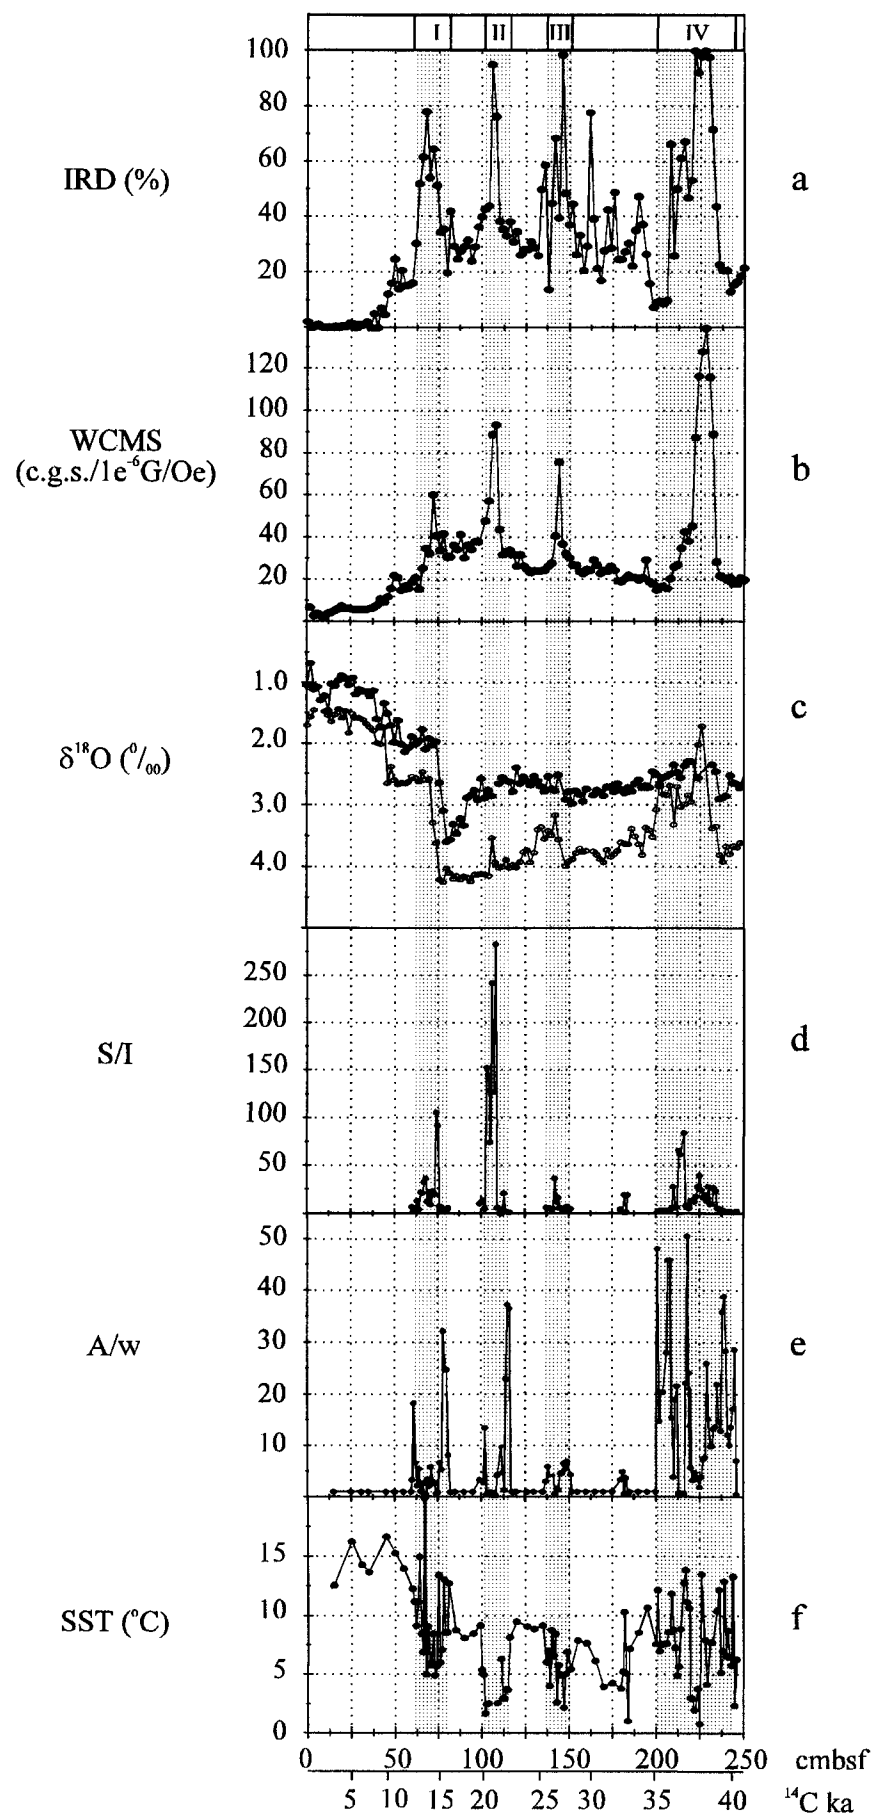 I II III IV
100
80
IRD (%)
60
a
40
20
120
100
WCMS
(c.g.s./1e⁻⁶G/Oe)
80
b
60
40
20
1.0
c
2.0
δ¹⁸O (⁰/₀₀)
3.0
4.0
250
200
d
S/I
150
100
50
50
40
A/w
30
e
20
10
15
SST (°C)
10
f
5
0
0 50 100 150 200 250 cmbsf
5 10 15 20 25 30 35 40 ¹⁴C ka